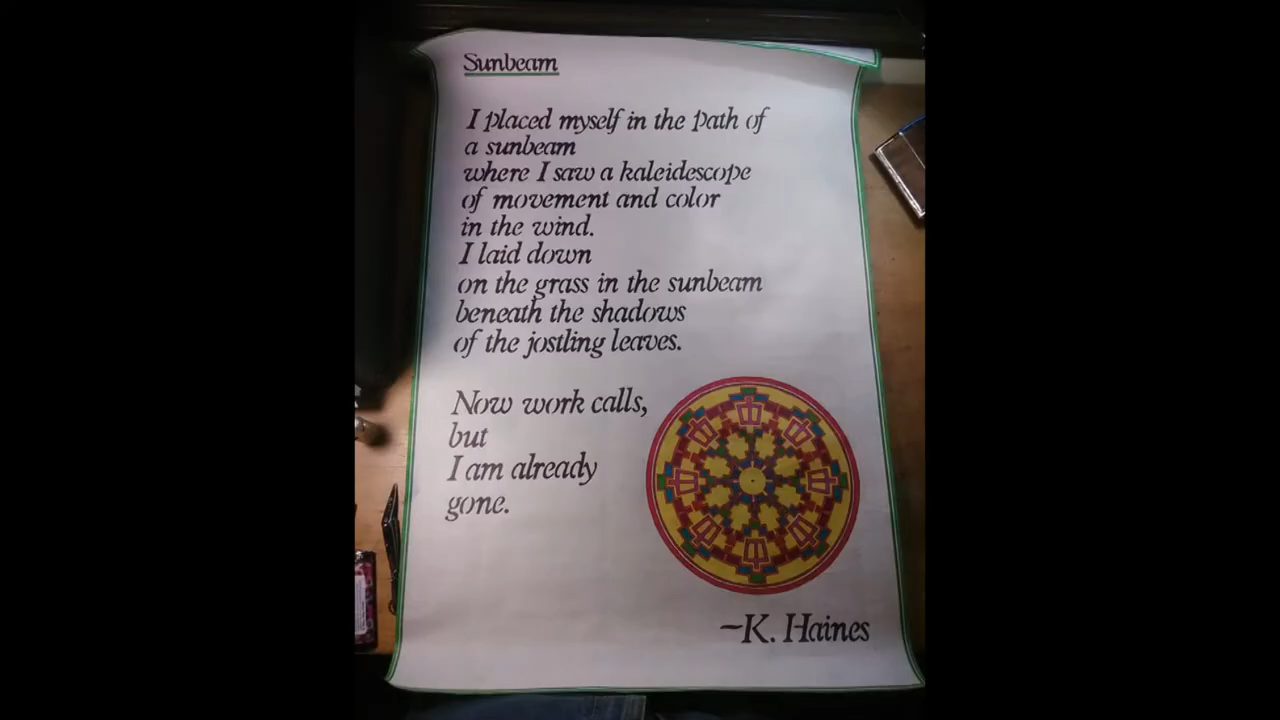 Sunbeam
I placed myself in the path of
a sunbeam
where I saw a kaleidescope
of movement and color
in the wind.
I laid down
on the grass in the sunbeam
beneath the shadows
of the jostling leaves.
Now work calls,
but
I am already
gone.
~K. Haines